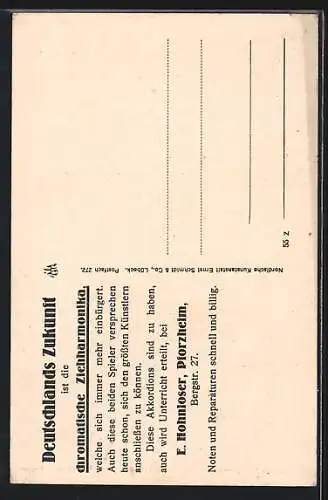 Deutschlands Zukunft
ist die
chromatische Ziehharmonika,
welche sich immer mehr einbürgert.
Auch diese beiden Spieler versprechen
heute schon, sich den größten Künstlern
anschließen zu können.
Diese Akkordions sind zu haben,
auch wird Unterricht erteilt, bei
E. Hohnloser, Pforzheim,
Bergstr. 27.
Noten und Reparaturen schnell und billig.
Nordische Kunstanstalt Ernst Schmidt & Co., Lübeck. Postfach 272.
55 Z